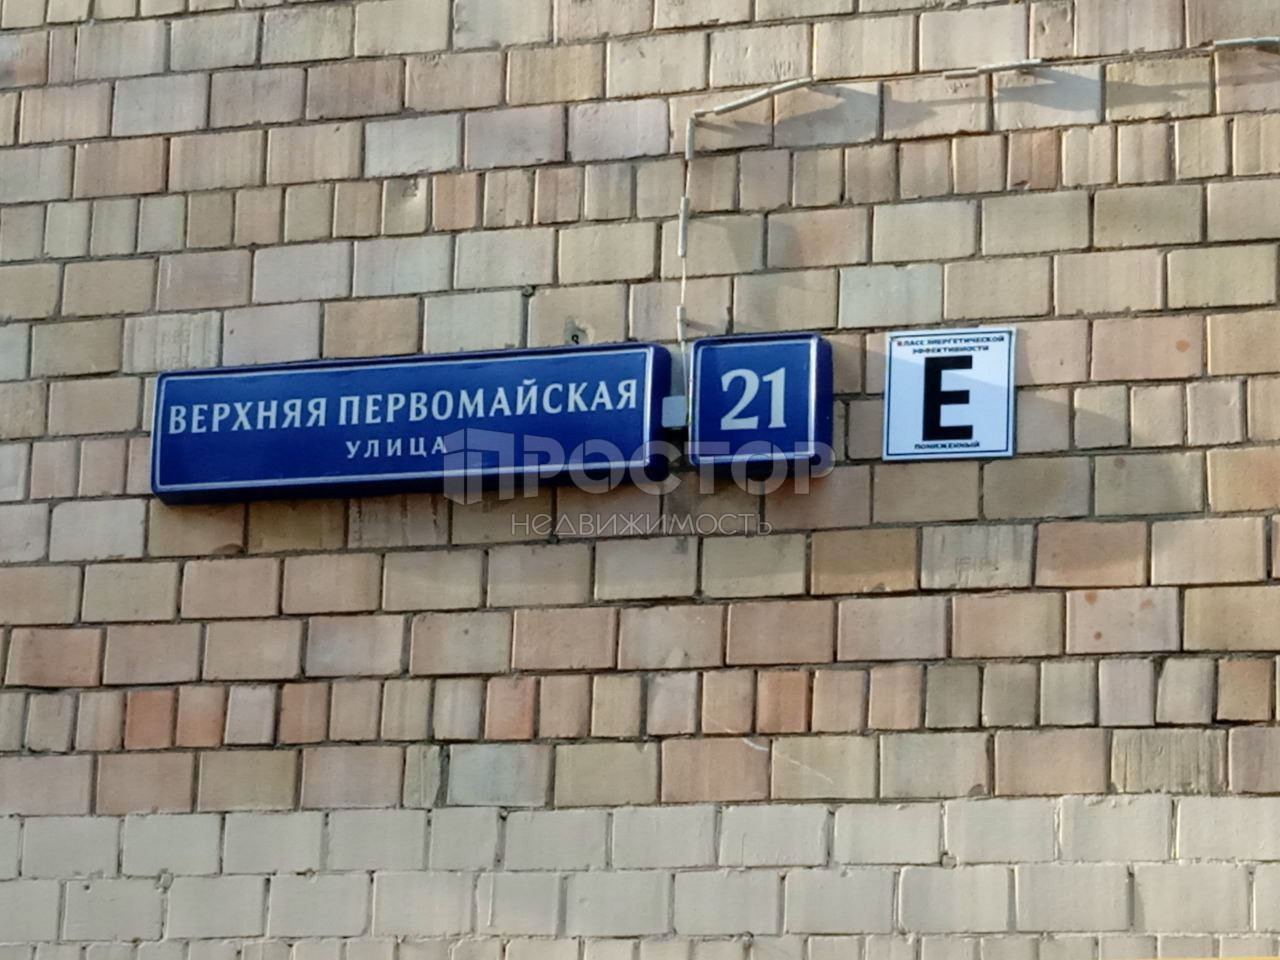 ВЕРХНЯЯ ПЕРВОМАЙСКАЯ
УЛИЦА
21
КЛАСС ЭНЕРГЕТИЧЕСКОЙ
ЭФФЕКТИВНОСТИ
E
ПОНИЖЕННЫЙ
ПРОСТОР
недвижимость